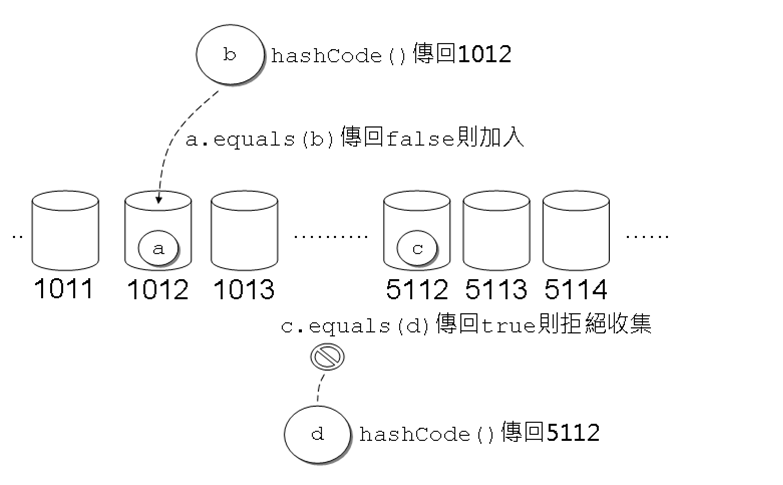 b hashCode()傳回1012
a.equals(b)傳回false則加入
.. a .......... c ......
1011 1012 1013 5112 5113 5114
c.equals(d)傳回true則拒絕收集
d hashCode()傳回5112